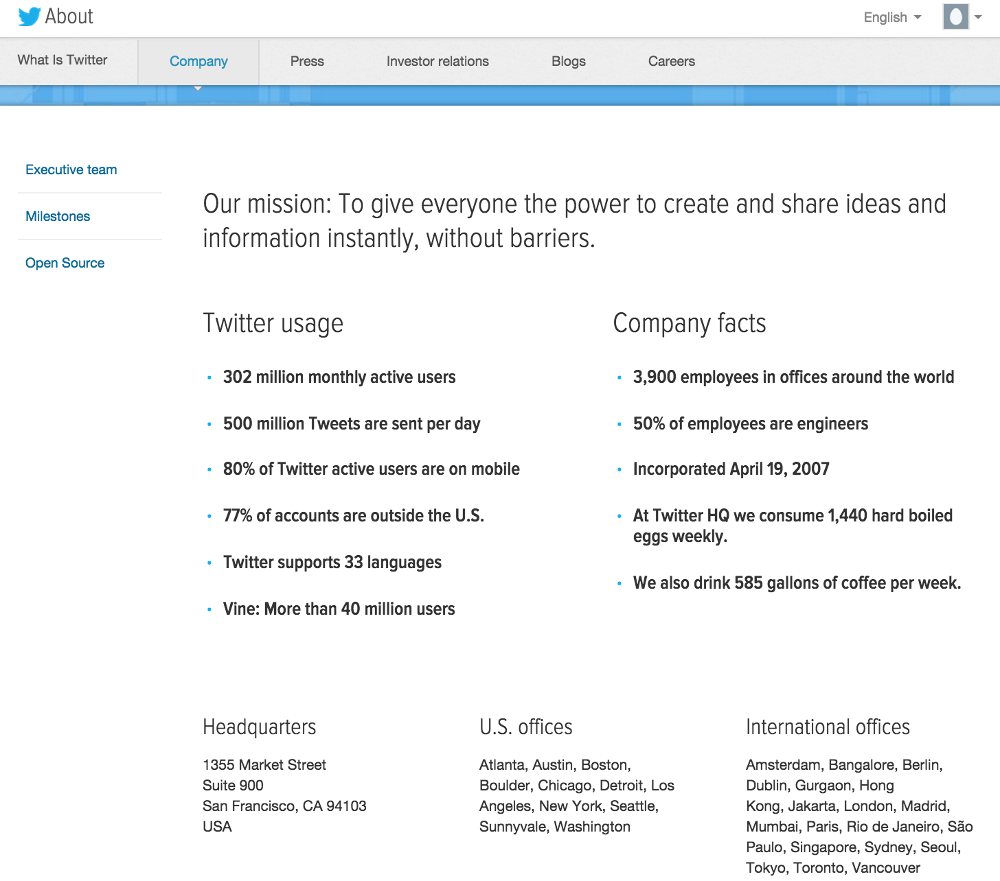 About
English
What Is Twitter
Company
Press
Investor relations
Blogs
Careers
Executive team
Milestones
Open Source
Our mission: To give everyone the power to create and share ideas and
information instantly, without barriers.
Twitter usage
302 million monthly active users
500 million Tweets are sent per day
80% of Twitter active users are on mobile
77% of accounts are outside the U.S.
Twitter supports 33 languages
Vine: More than 40 million users
Company facts
3,900 employees in offices around the world
50% of employees are engineers
Incorporated April 19, 2007
At Twitter HQ we consume 1,440 hard boiled
eggs weekly.
We also drink 585 gallons of coffee per week.
Headquarters
1355 Market Street
Suite 900
San Francisco, CA 94103
USA
U.S. offices
Atlanta, Austin, Boston,
Boulder, Chicago, Detroit, Los
Angeles, New York, Seattle,
Sunnyvale, Washington
International offices
Amsterdam, Bangalore, Berlin,
Dublin, Gurgaon, Hong
Kong, Jakarta, London, Madrid,
Mumbai, Paris, Rio de Janeiro, São
Paulo, Singapore, Sydney, Seoul,
Tokyo, Toronto, Vancouver